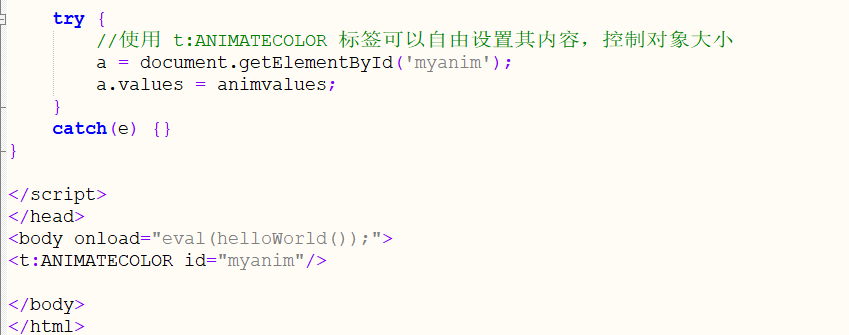 try {
//使用 t:ANIMATECOLOR 标签可以自由设置其内容，控制对象大小
a = document.getElementById('myanim');
a.values = animvalues;
}
catch(e) {}
}
</script>
</head>
<body onload="eval(helloWorld());">
<t:ANIMATECOLOR id="myanim"/>
</body>
</html>